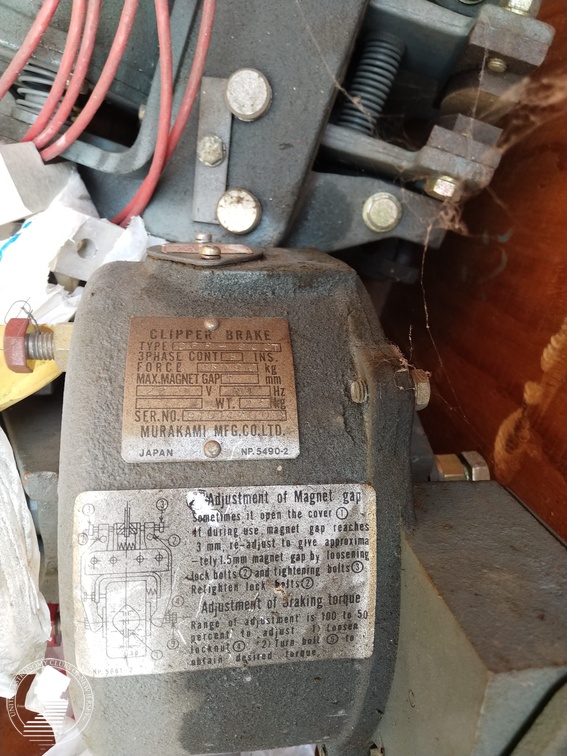 CLIPPER BRAKE
TYPE
3PHASE CONT. INS.
FORCE kg
MAX.MAGNET GAP mm
V Hz
WT. kg
SER.NO.
MURAKAMI MFG.CO.LTD.
JAPAN NP.5490-2
Adjustment of Magnet gap
Sometimes it open the cover ①
If during use, magnet gap reaches
3 mm, re-adjust to give approxima
-tely 1.5mm magnet gap by loosening
lock bolts ② and tightening bolts ③
Retighten lock bolts ②
Adjustment of Braking torque
Range of adjustment is 100 to 50
percent to adjust 1) Loosen
locknut ④ 2) Turn bolt ⑤ to
obtain desired torque.